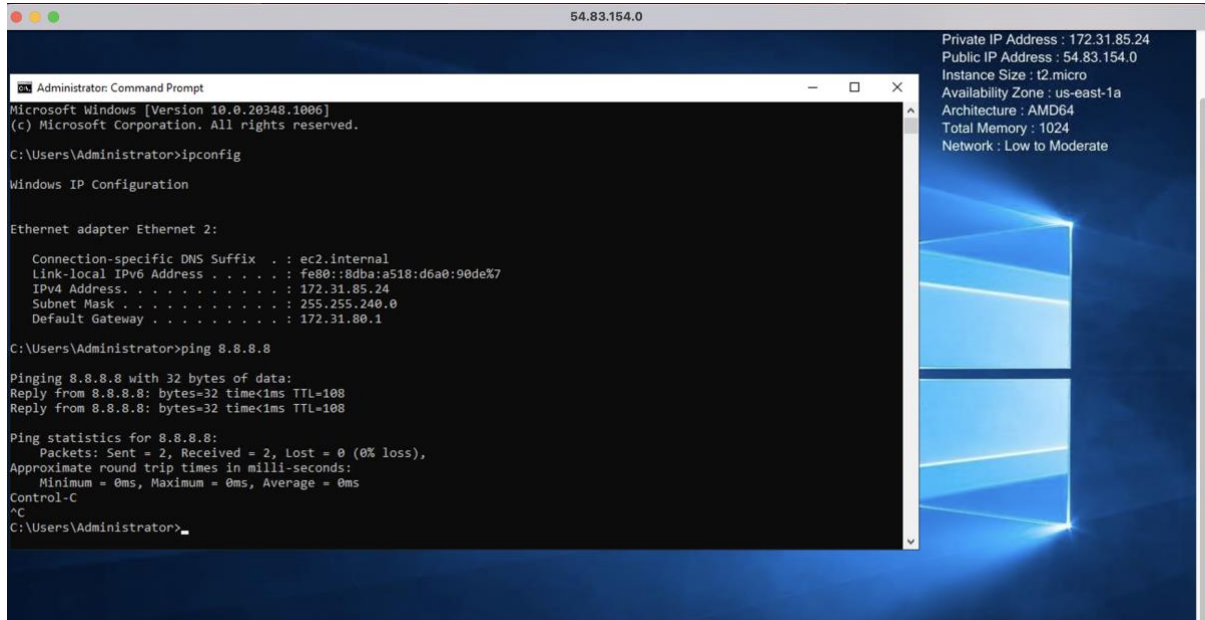 54.83.154.0
Private IP Address : 172.31.85.24
Public IP Address : 54.83.154.0
Instance Size : t2.micro
Availability Zone : us-east-1a
Architecture : AMD64
Total Memory : 1024
Network : Low to Moderate
Administrator: Command Prompt
Microsoft Windows [Version 10.0.20348.1006]
(c) Microsoft Corporation. All rights reserved.
C:\Users\Administrator>ipconfig
Windows IP Configuration
Ethernet adapter Ethernet 2:
Connection-specific DNS Suffix . : ec2.internal
Link-local IPv6 Address . . . . . : fe80::8dba:a518:d6a0:90de%7
IPv4 Address. . . . . . . . . . . : 172.31.85.24
Subnet Mask . . . . . . . . . . . : 255.255.240.0
Default Gateway . . . . . . . . . : 172.31.80.1
C:\Users\Administrator>ping 8.8.8.8
Pinging 8.8.8.8 with 32 bytes of data:
Reply from 8.8.8.8: bytes=32 time<1ms TTL=108
Reply from 8.8.8.8: bytes=32 time<1ms TTL=108
Ping statistics for 8.8.8.8:
Packets: Sent = 2, Received = 2, Lost = 0 (0% loss),
Approximate round trip times in milli-seconds:
Minimum = 0ms, Maximum = 0ms, Average = 0ms
Control-C
^C
C:\Users\Administrator>